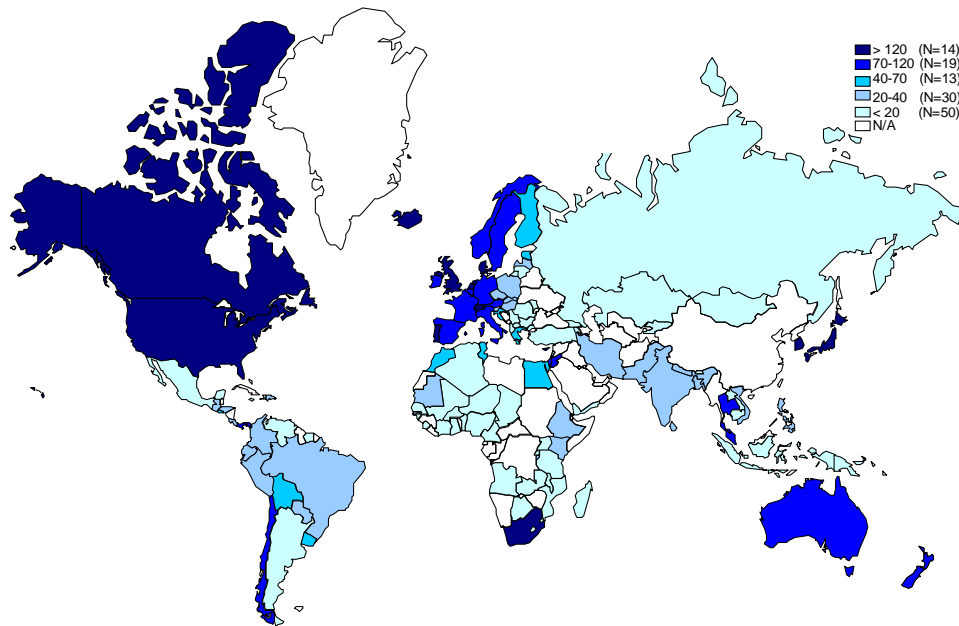 > 120 (N=14)
70-120 (N=19)
40-70 (N=13)
20-40 (N=30)
< 20 (N=50)
N/A